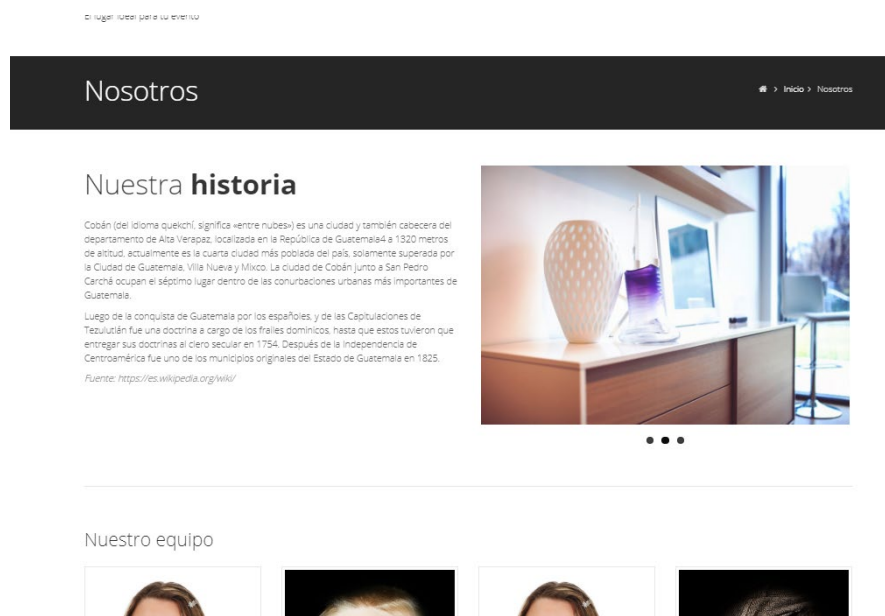 El lugar ideal para tu evento
Nosotros
> Inicio > Nosotros
Nuestra historia
Cobán (del idioma quekchí, significa «entre nubes») es una ciudad y también cabecera del
departamento de Alta Verapaz, localizada en la República de Guatemala4 a 1320 metros
de altitud, actualmente es la cuarta ciudad más poblada del país, solamente superada por
la Ciudad de Guatemala, Villa Nueva y Mixco. La ciudad de Cobán junto a San Pedro
Carchá ocupan el séptimo lugar dentro de las conurbaciones urbanas más importantes de
Guatemala.
Luego de la conquista de Guatemala por los españoles, y de las Capitulaciones de
Tezulutlán fue una doctrina a cargo de los frailes dominicos, hasta que estos tuvieron que
entregar sus doctrinas al clero secular en 1754. Después de la Independencia de
Centroamérica fue uno de los municipios originales del Estado de Guatemala en 1825.
Fuente: https://es.wikipedia.org/wiki/
Nuestro equipo